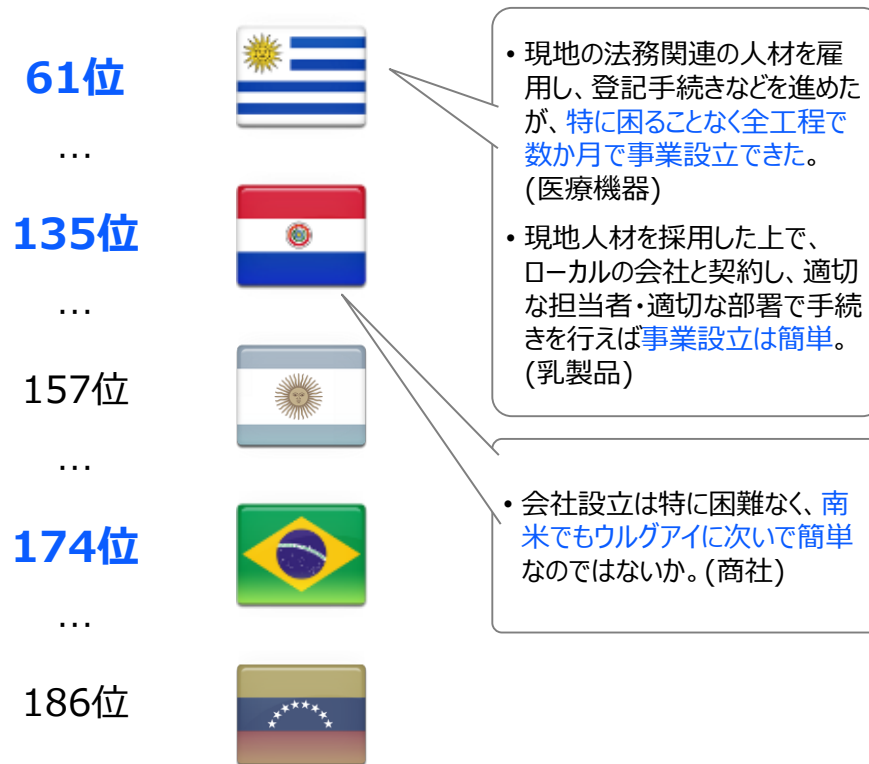 61位
…
135位
…
157位
…
174位
…
186位
• 現地の法務関連の人材を雇
用し、登記手続きなどを進めた
が、特に困ることなく全工程で
数か月で事業設立できた。
(医療機器)
• 現地人材を採用した上で、
ローカルの会社と契約し、適切
な担当者・適切な部署で手続
きを行えば事業設立は簡単。
(乳製品)
• 会社設立は特に困難なく、南
米でもウルグアイに次いで簡単
なのではないか。(商社)